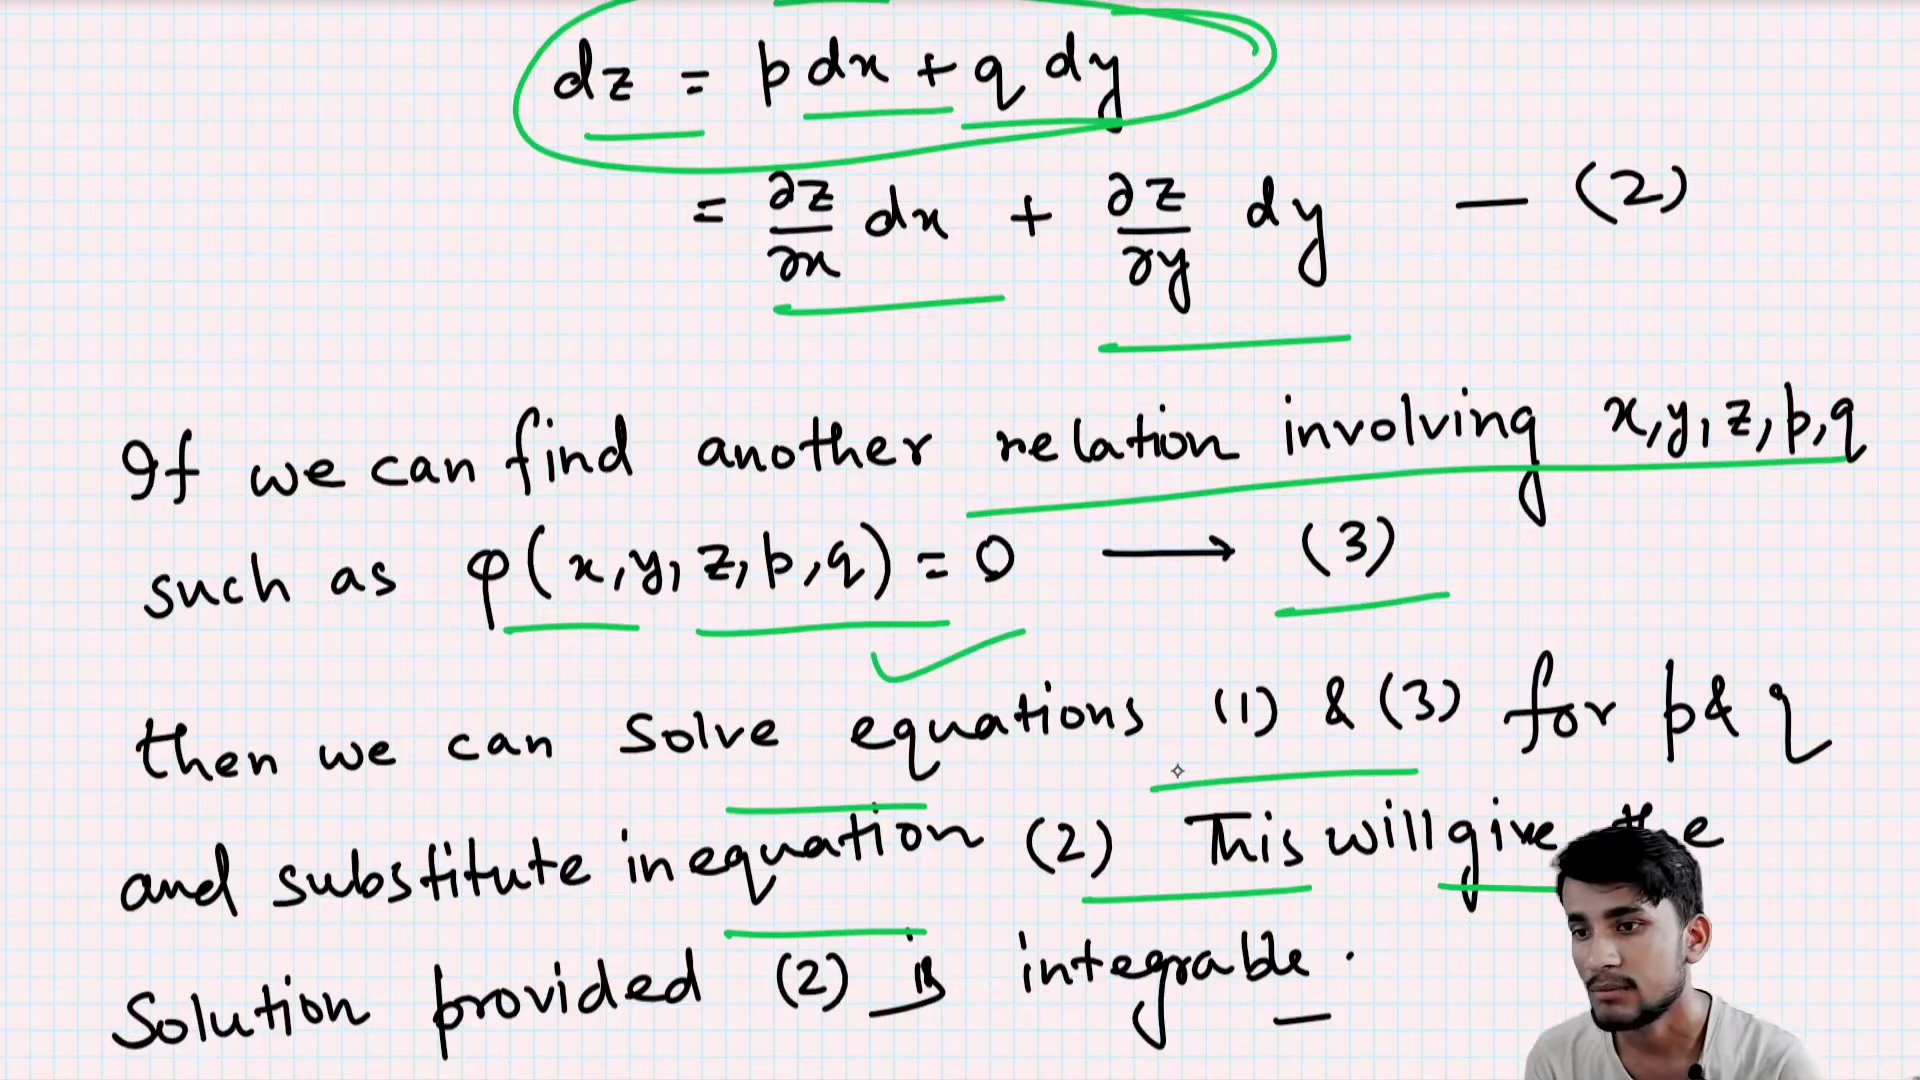 dz = p dx + q dy
= ∂z/∂x dx + ∂z/∂y dy — (2)
If we can find another relation involving x, y, z, p, q
such as φ(x, y, z, p, q) = 0 ⟶ (3)
then we can solve equations (1) & (3) for p & q
and substitute in equation (2) This will give the
solution provided (2) is integrable.